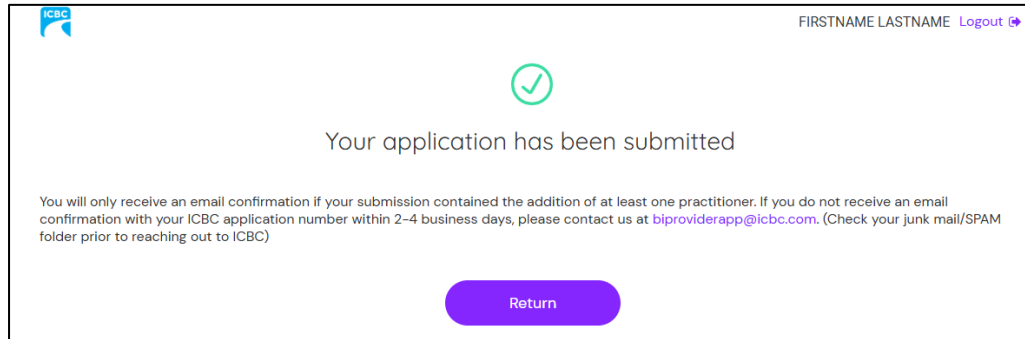 ICBC
FIRSTNAME LASTNAME Logout
Your application has been submitted
You will only receive an email confirmation if your submission contained the addition of at least one practitioner. If you do not receive an email
confirmation with your ICBC application number within 2-4 business days, please contact us at biproviderapp@icbc.com. (Check your junk mail/SPAM
folder prior to reaching out to ICBC)
Return